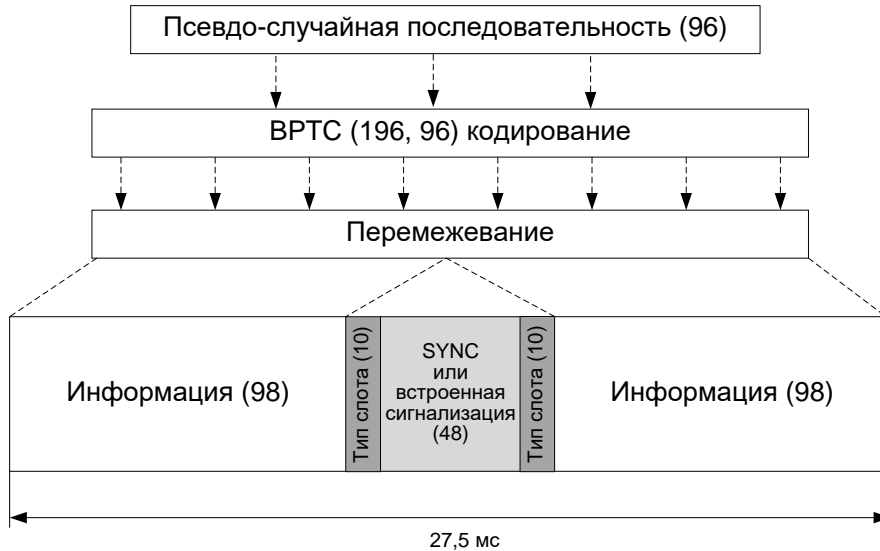 Псевдо-случайная последовательность (96)
BPTC (196, 96) кодирование
Перемежевание
Информация (98)
Тип слота (10)
SYNC
или
встроенная
сигнализация
(48)
Тип слота (10)
Информация (98)
27,5 мс